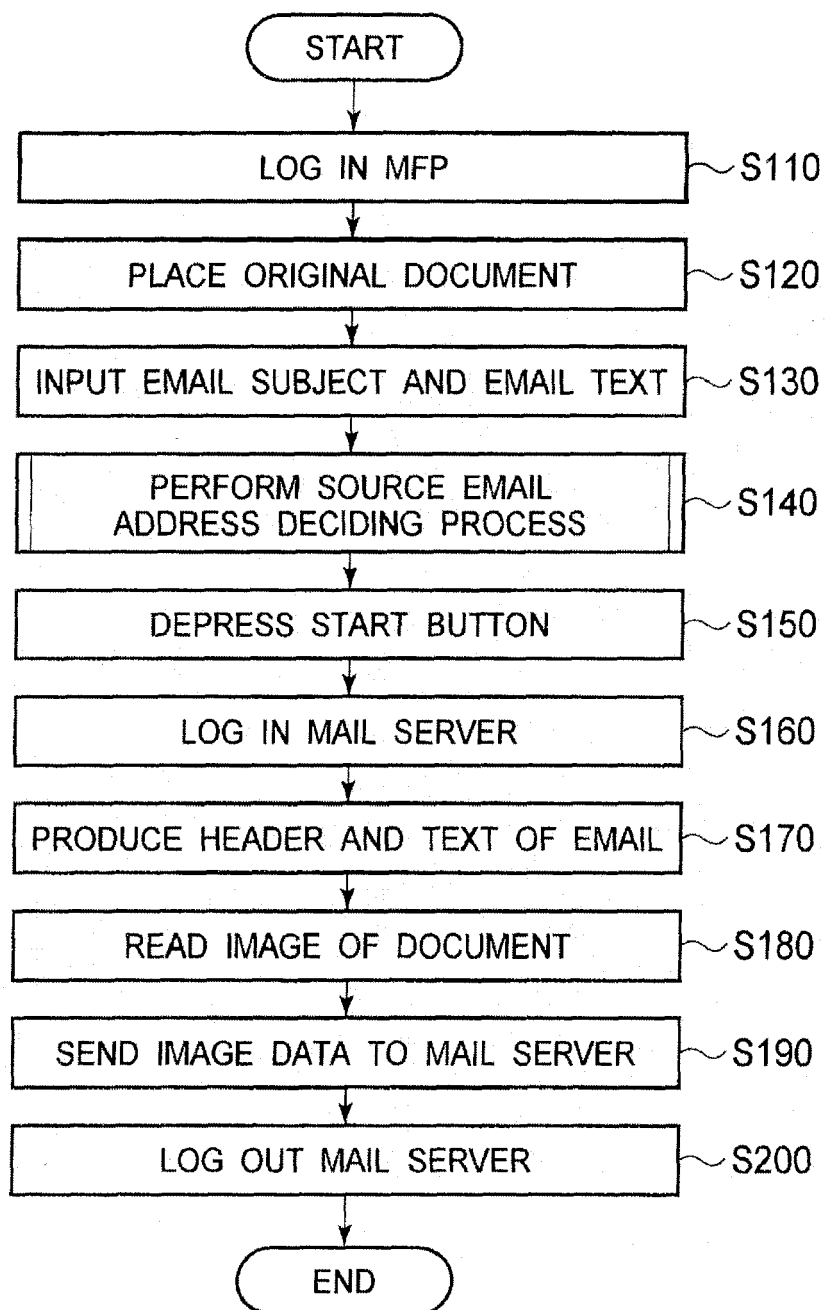 START
LOG IN MFP
S110
PLACE ORIGINAL DOCUMENT
S120
INPUT EMAIL SUBJECT AND EMAIL TEXT
S130
PERFORM SOURCE EMAIL
ADDRESS DECIDING PROCESS
S140
DEPRESS START BUTTON
S150
LOG IN MAIL SERVER
S160
PRODUCE HEADER AND TEXT OF EMAIL
S170
READ IMAGE OF DOCUMENT
S180
SEND IMAGE DATA TO MAIL SERVER
S190
LOG OUT MAIL SERVER
S200
END